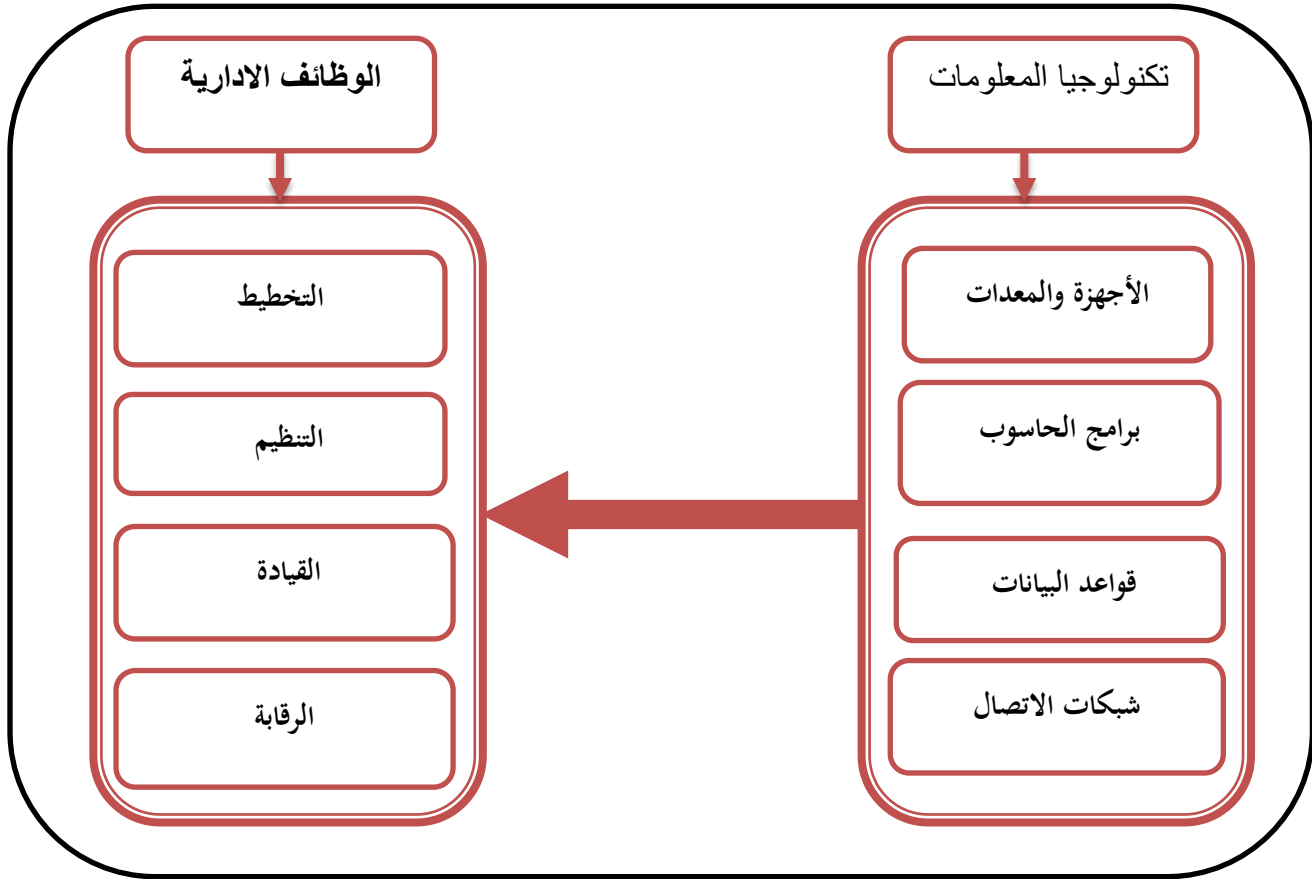 تكنولوجيا المعلومات
الأجهزة والمعدات
برامج الحاسوب
قواعد البيانات
شبكات الاتصال
الوظائف الادارية
التخطيط
التنظيم
القيادة
الرقابة